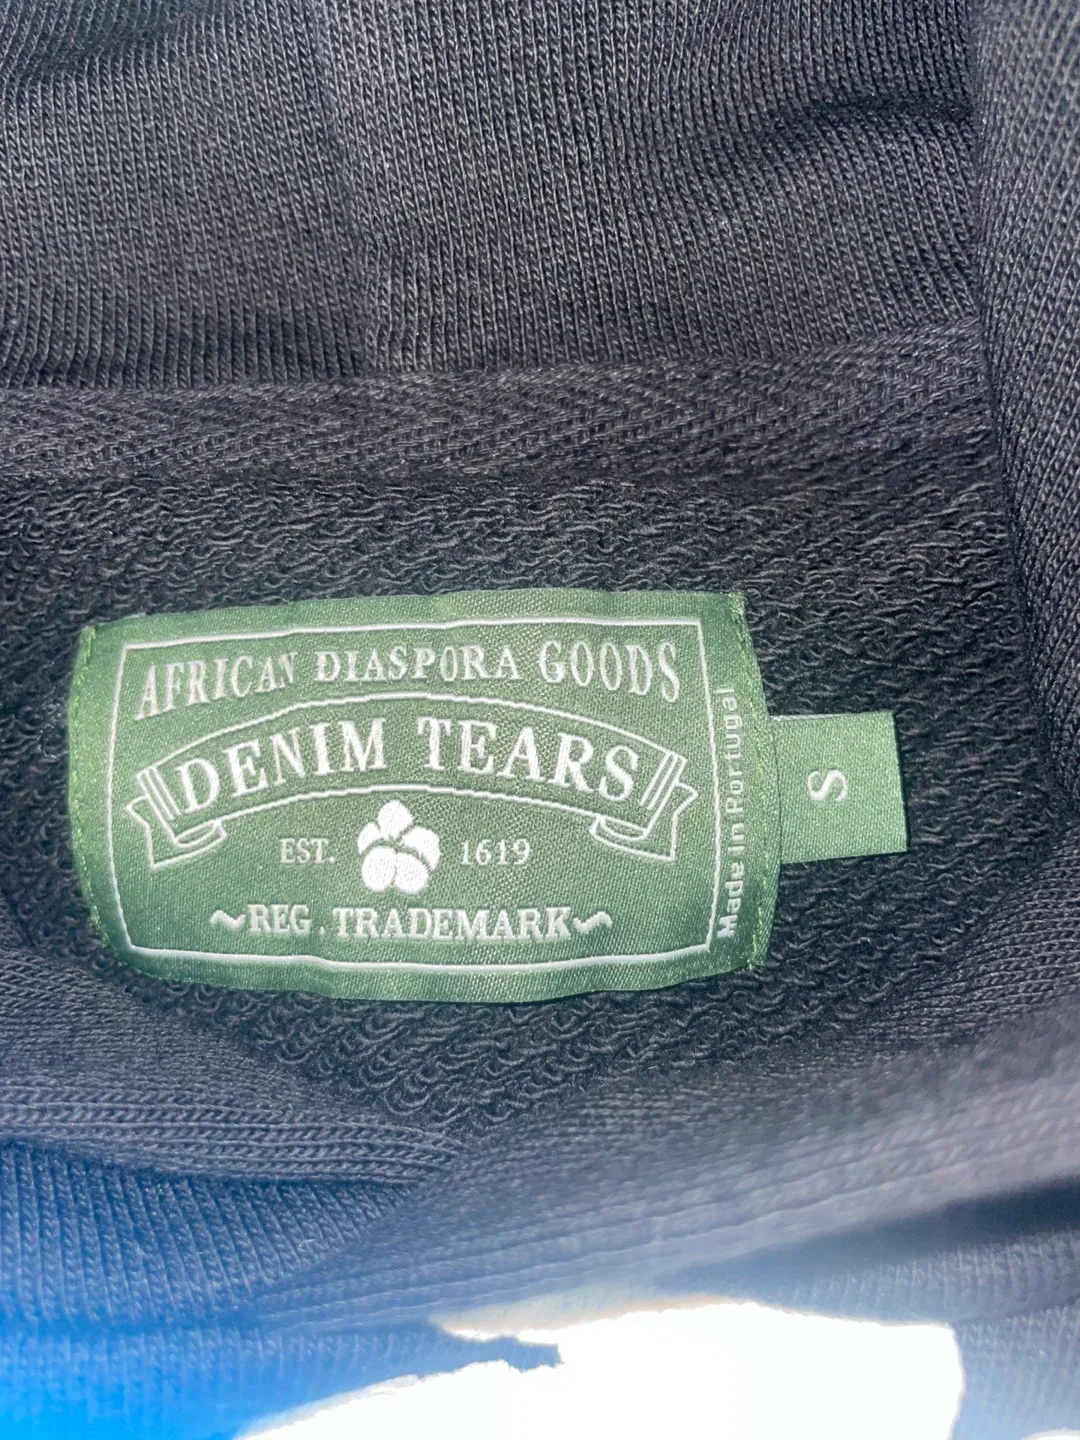 AFRICAN DIASPORA GOODS
DENIM TEARS
EST. 1619
~REG. TRADEMARK~
Made in Portugal
S